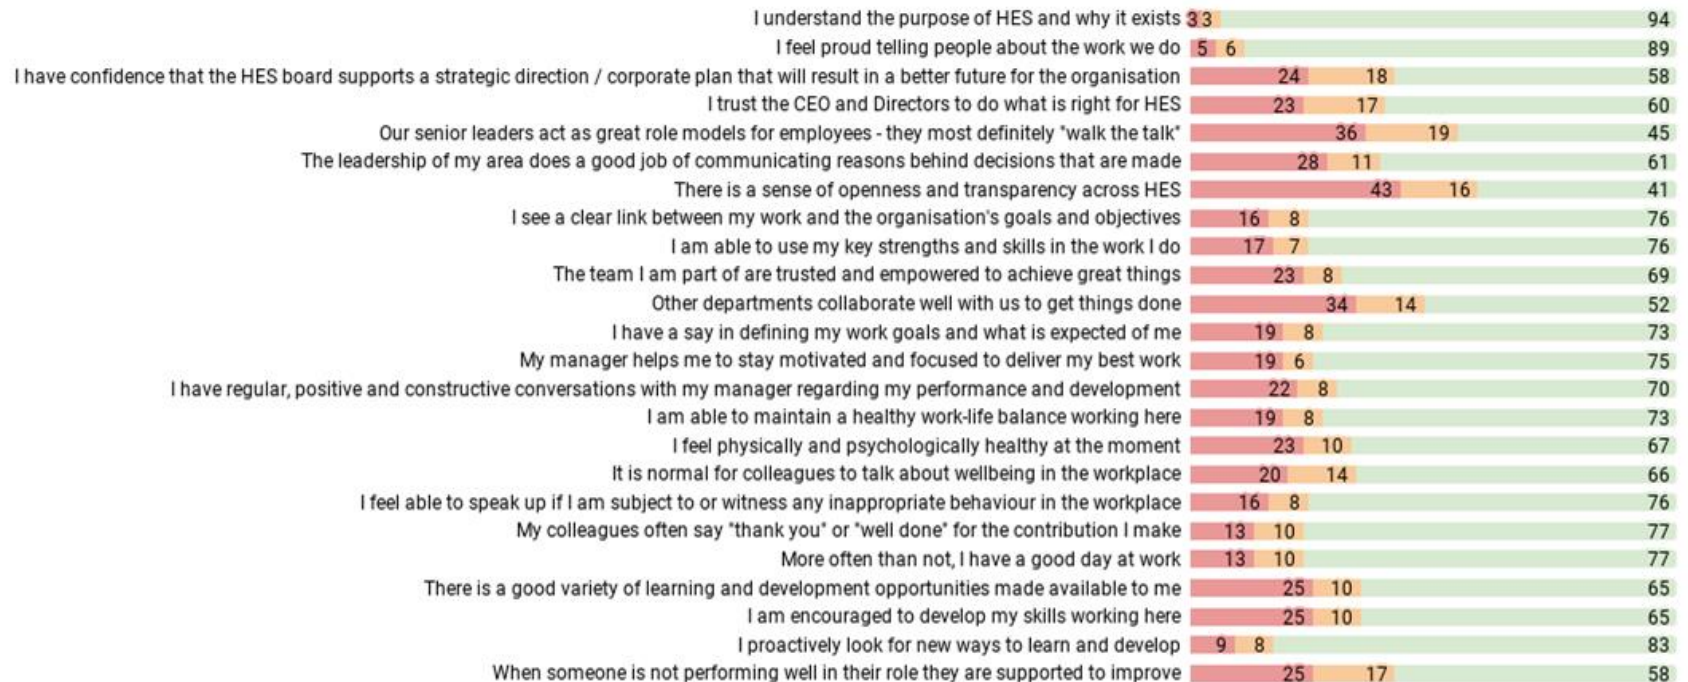 I understand the purpose of HES and why it exists 3 3 94
I feel proud telling people about the work we do 5 6 89
I have confidence that the HES board supports a strategic direction / corporate plan that will result in a better future for the organisation 24 18 58
I trust the CEO and Directors to do what is right for HES 23 17 60
Our senior leaders act as great role models for employees - they most definitely "walk the talk" 36 19 45
The leadership of my area does a good job of communicating reasons behind decisions that are made 28 11 61
There is a sense of openness and transparency across HES 43 16 41
I see a clear link between my work and the organisation's goals and objectives 16 8 76
I am able to use my key strengths and skills in the work I do 17 7 76
The team I am part of are trusted and empowered to achieve great things 23 8 69
Other departments collaborate well with us to get things done 34 14 52
I have a say in defining my work goals and what is expected of me 19 8 73
My manager helps me to stay motivated and focused to deliver my best work 19 6 75
I have regular, positive and constructive conversations with my manager regarding my performance and development 22 8 70
I am able to maintain a healthy work-life balance working here 19 8 73
I feel physically and psychologically healthy at the moment 23 10 67
It is normal for colleagues to talk about wellbeing in the workplace 20 14 66
I feel able to speak up if I am subject to or witness any inappropriate behaviour in the workplace 16 8 76
My colleagues often say "thank you" or "well done" for the contribution I make 13 10 77
More often than not, I have a good day at work 13 10 77
There is a good variety of learning and development opportunities made available to me 25 10 65
I am encouraged to develop my skills working here 25 10 65
I proactively look for new ways to learn and develop 9 8 83
When someone is not performing well in their role they are supported to improve 25 17 58